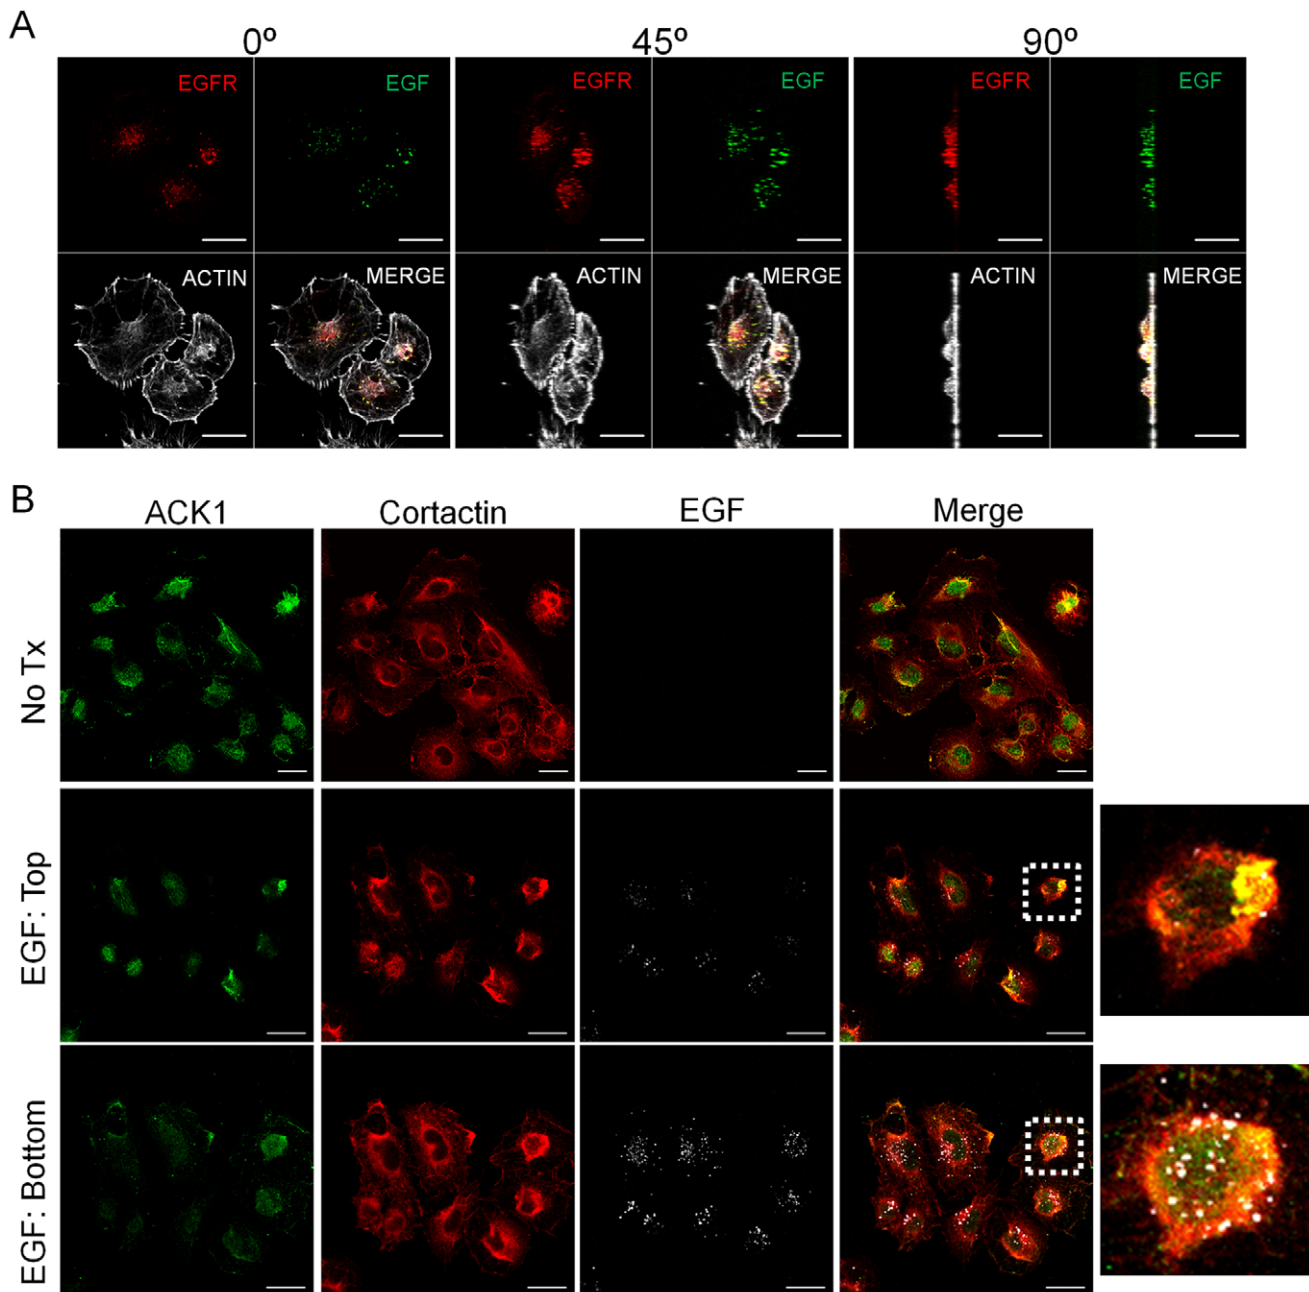 A
0º 45º 90º
EGFR EGF EGFR EGF EGFR EGF
ACTIN MERGE ACTIN MERGE ACTIN MERGE
B
ACK1 Cortactin EGF Merge
No Tx
EGF: Top
EGF: Bottom